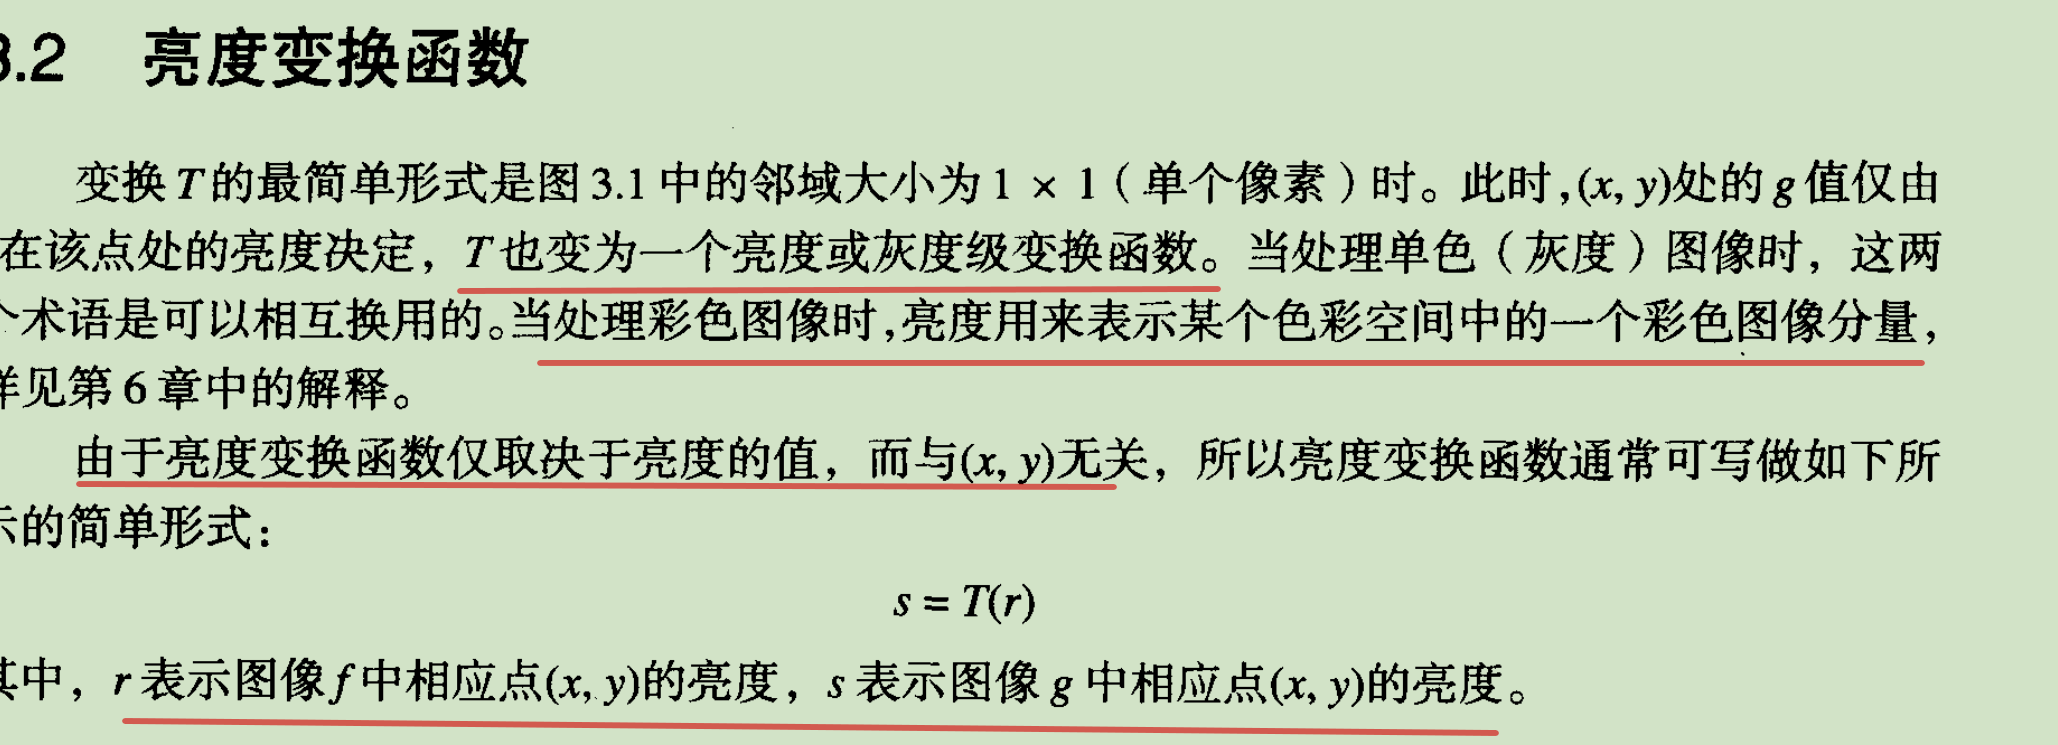 3.2 亮度变换函数
变换 T 的最简单形式是图 3.1 中的邻域大小为 1 × 1（单个像素）时。此时,(x, y)处的 g 值仅由
在该点处的亮度决定，T 也变为一个亮度或灰度级变换函数。当处理单色（灰度）图像时，这两
个术语是可以相互换用的。当处理彩色图像时,亮度用来表示某个色彩空间中的一个彩色图像分量,
详见第 6 章中的解释。
由于亮度变换函数仅取决于亮度的值，而与(x, y)无关，所以亮度变换函数通常可写做如下所
示的简单形式：
s = T(r)
其中，r 表示图像 f 中相应点(x, y)的亮度，s 表示图像 g 中相应点(x, y)的亮度。